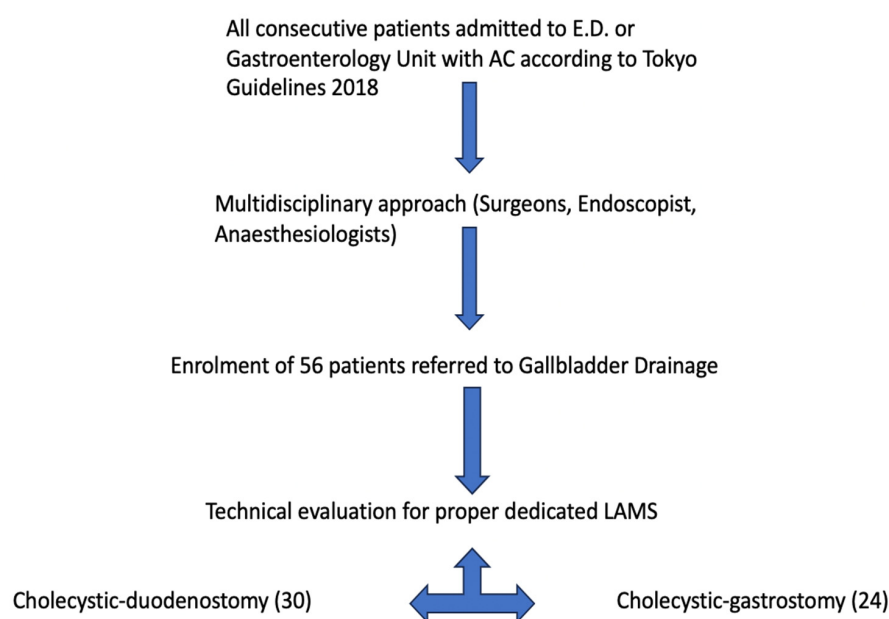 All consecutive patients admitted to E.D. or
Gastroenterology Unit with AC according to Tokyo
Guidelines 2018
Multidisciplinary approach (Surgeons, Endoscopist,
Anaesthesiologists)
Enrolment of 56 patients referred to Gallbladder Drainage
Technical evaluation for proper dedicated LAMS
Cholecystic-duodenostomy (30)
Cholecystic-gastrostomy (24)